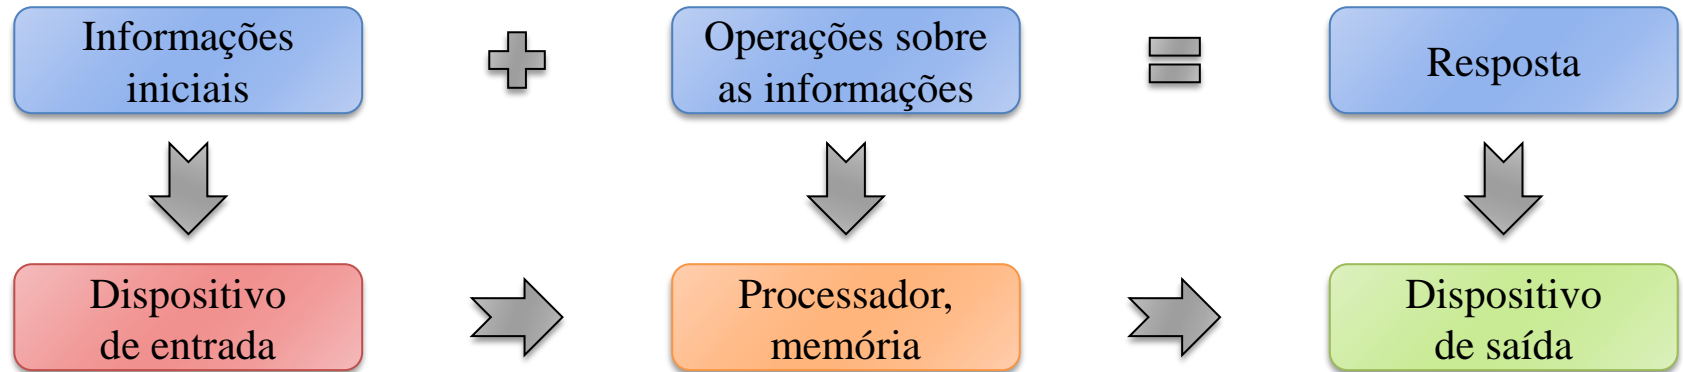 Informações
iniciais
Operações sobre
as informações
Resposta
Dispositivo
de entrada
Processador,
memória
Dispositivo
de saída